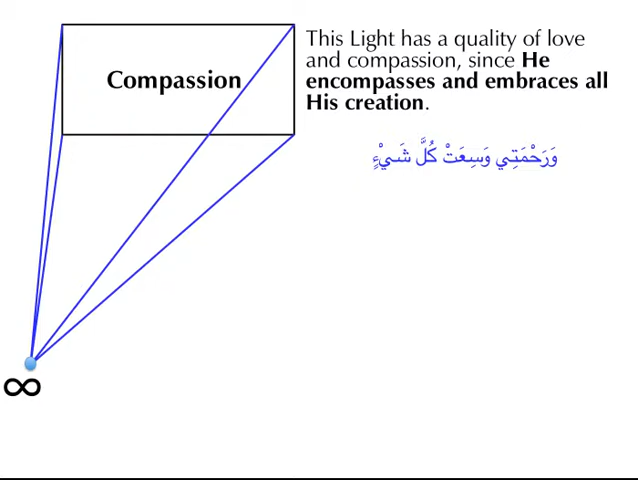 Compassion
This Light has a quality of love
and compassion, since He
encompasses and embraces all
His creation.
وَرَحْمَتِي وَسِعَتْ كُلَّ شَيْءٍ
∞